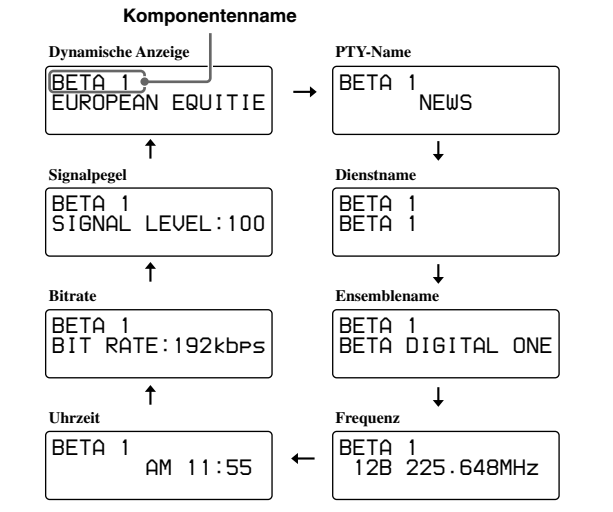 Komponentenname
Dynamische Anzeige
BETA 1
EUROPEAN EQUITIE
PTY-Name
BETA 1
NEWS
Signalpegel
BETA 1
SIGNAL LEVEL:100
Dienstname
BETA 1
BETA 1
Bitrate
BETA 1
BIT RATE:192kbps
Ensemblename
BETA 1
BETA DIGITAL ONE
Uhrzeit
BETA 1
AM 11:55
Frequenz
BETA 1
12B 225.648MHz